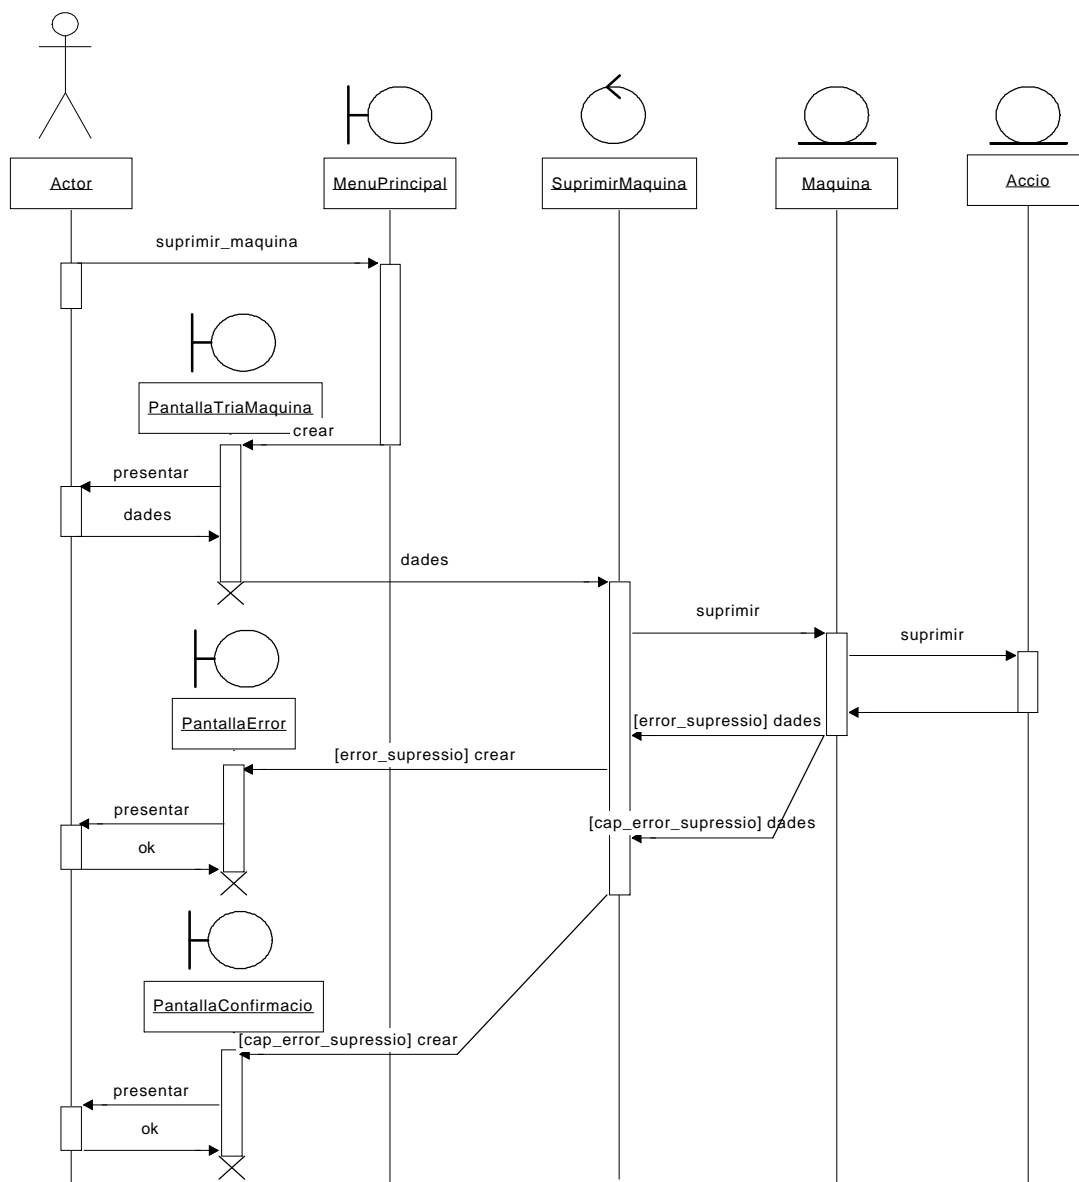 Actor
MenuPrincipal
SuprimirMaquina
Maquina
Accio
suprimir_maquina
PantallaTriaMaquina
crear
presentar
dades
dades
suprimir
suprimir
PantallaError
[error_supressio] dades
[error_supressio] crear
presentar
[cap_error_supressio] dades
ok
PantallaConfirmacio
[cap_error_supressio] crear
presentar
ok